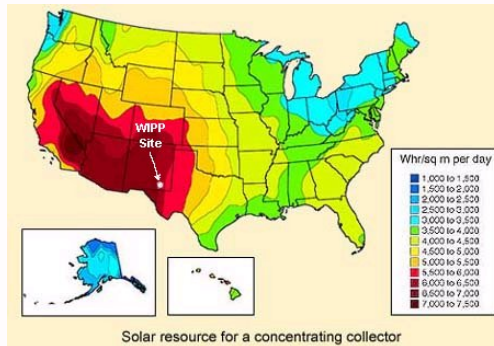 WIPP
Site
Whr/sq m per day
1,000 to 1,500
1,500 to 2,000
2,000 to 2,500
2,500 to 3,000
3,000 to 3,500
3,500 to 4,000
4,000 to 4,500
4,500 to 5,000
5,000 to 5,500
5,500 to 6,000
6,000 to 6,500
6,500 to 7,000
7,000 to 7,500
Solar resource for a concentrating collector